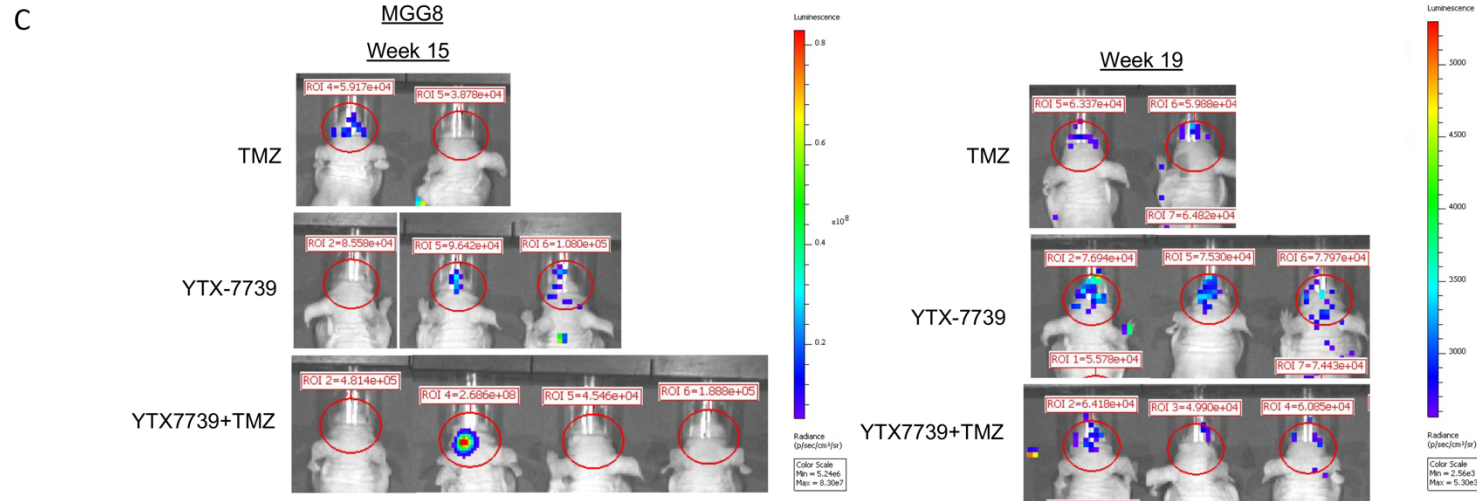 C
MGG8
Week 15
TMZ
ROI 4=5.917e+04
ROI 5=3.878e+04
YTX-7739
ROI 2=8.558e+04
ROI 5=9.642e+04
ROI 6=1.080e+05
YTX7739+TMZ
ROI 2=4.814e+05
ROI 4=2.686e+08
ROI 5=4.546e+04
ROI 6=1.888e+05
Luminescence
0.8
0.6
x10⁸
0.4
0.2
Radiance
(p/sec/cm²/sr)
Color Scale
Min = 5.24e6
Max = 8.30e7
Week 19
TMZ
ROI 5=6.337e+04
ROI 6=5.988e+04
ROI 7=6.482e+04
YTX-7739
ROI 2=7.694e+04
ROI 5=7.530e+04
ROI 6=7.797e+04
ROI 1=5.578e+04
ROI 7=7.443e+04
YTX7739+TMZ
ROI 2=6.418e+04
ROI 3=4.990e+04
ROI 4=6.085e+04
Luminescence
5000
4500
4000
3500
3000
Radiance
(p/sec/cm²/sr)
Color Scale
Min = 2.56e3
Max = 5.30e3